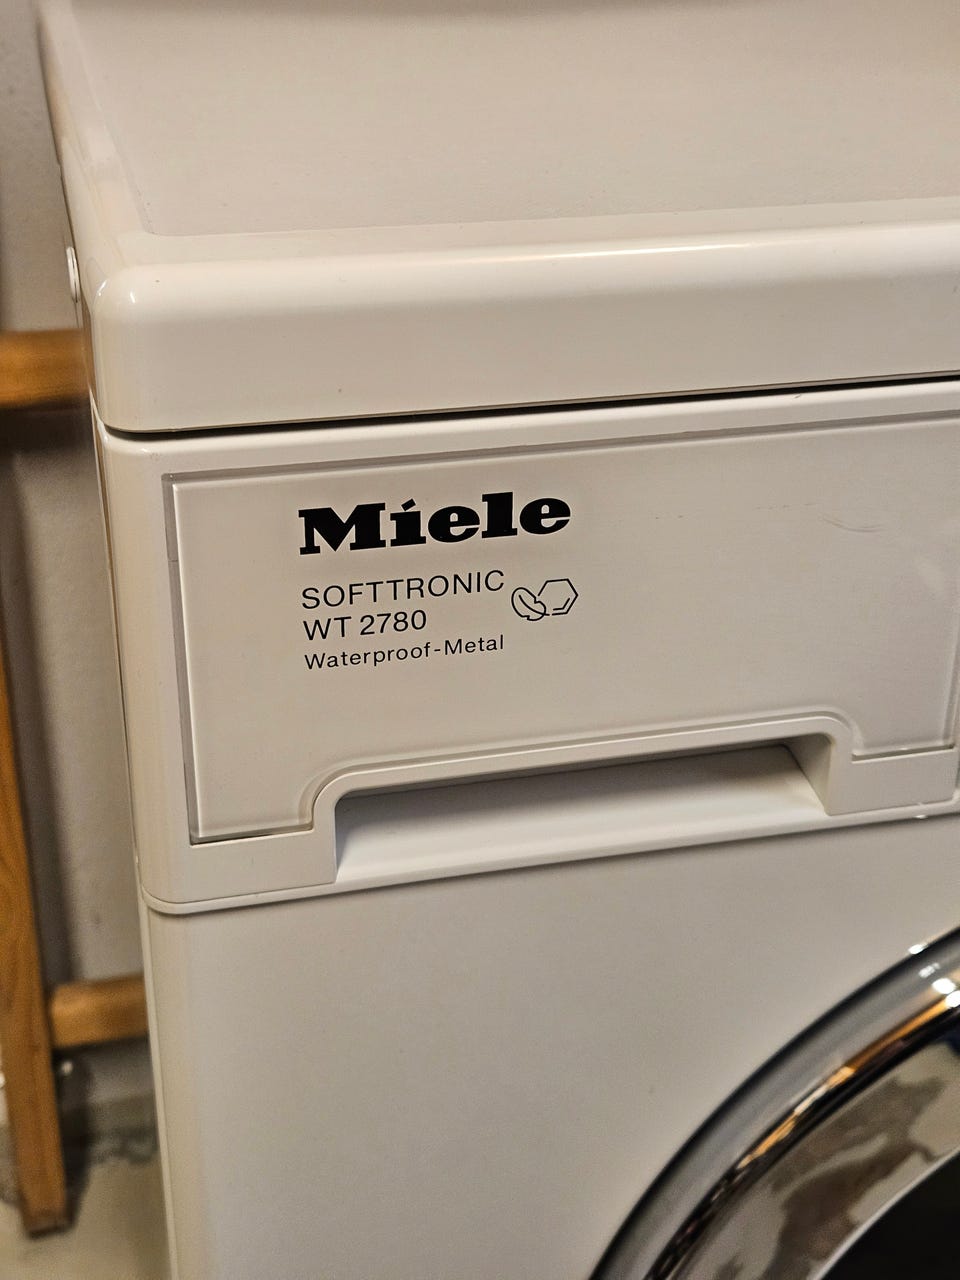 Miele
SOFTTRONIC
WT 2780
Waterproof-Metal